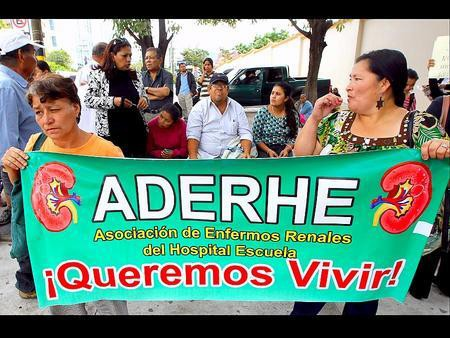 ADERHE
Asociación de Enfermos Renales
del Hospital Escuela
¡Queremos Vivir!